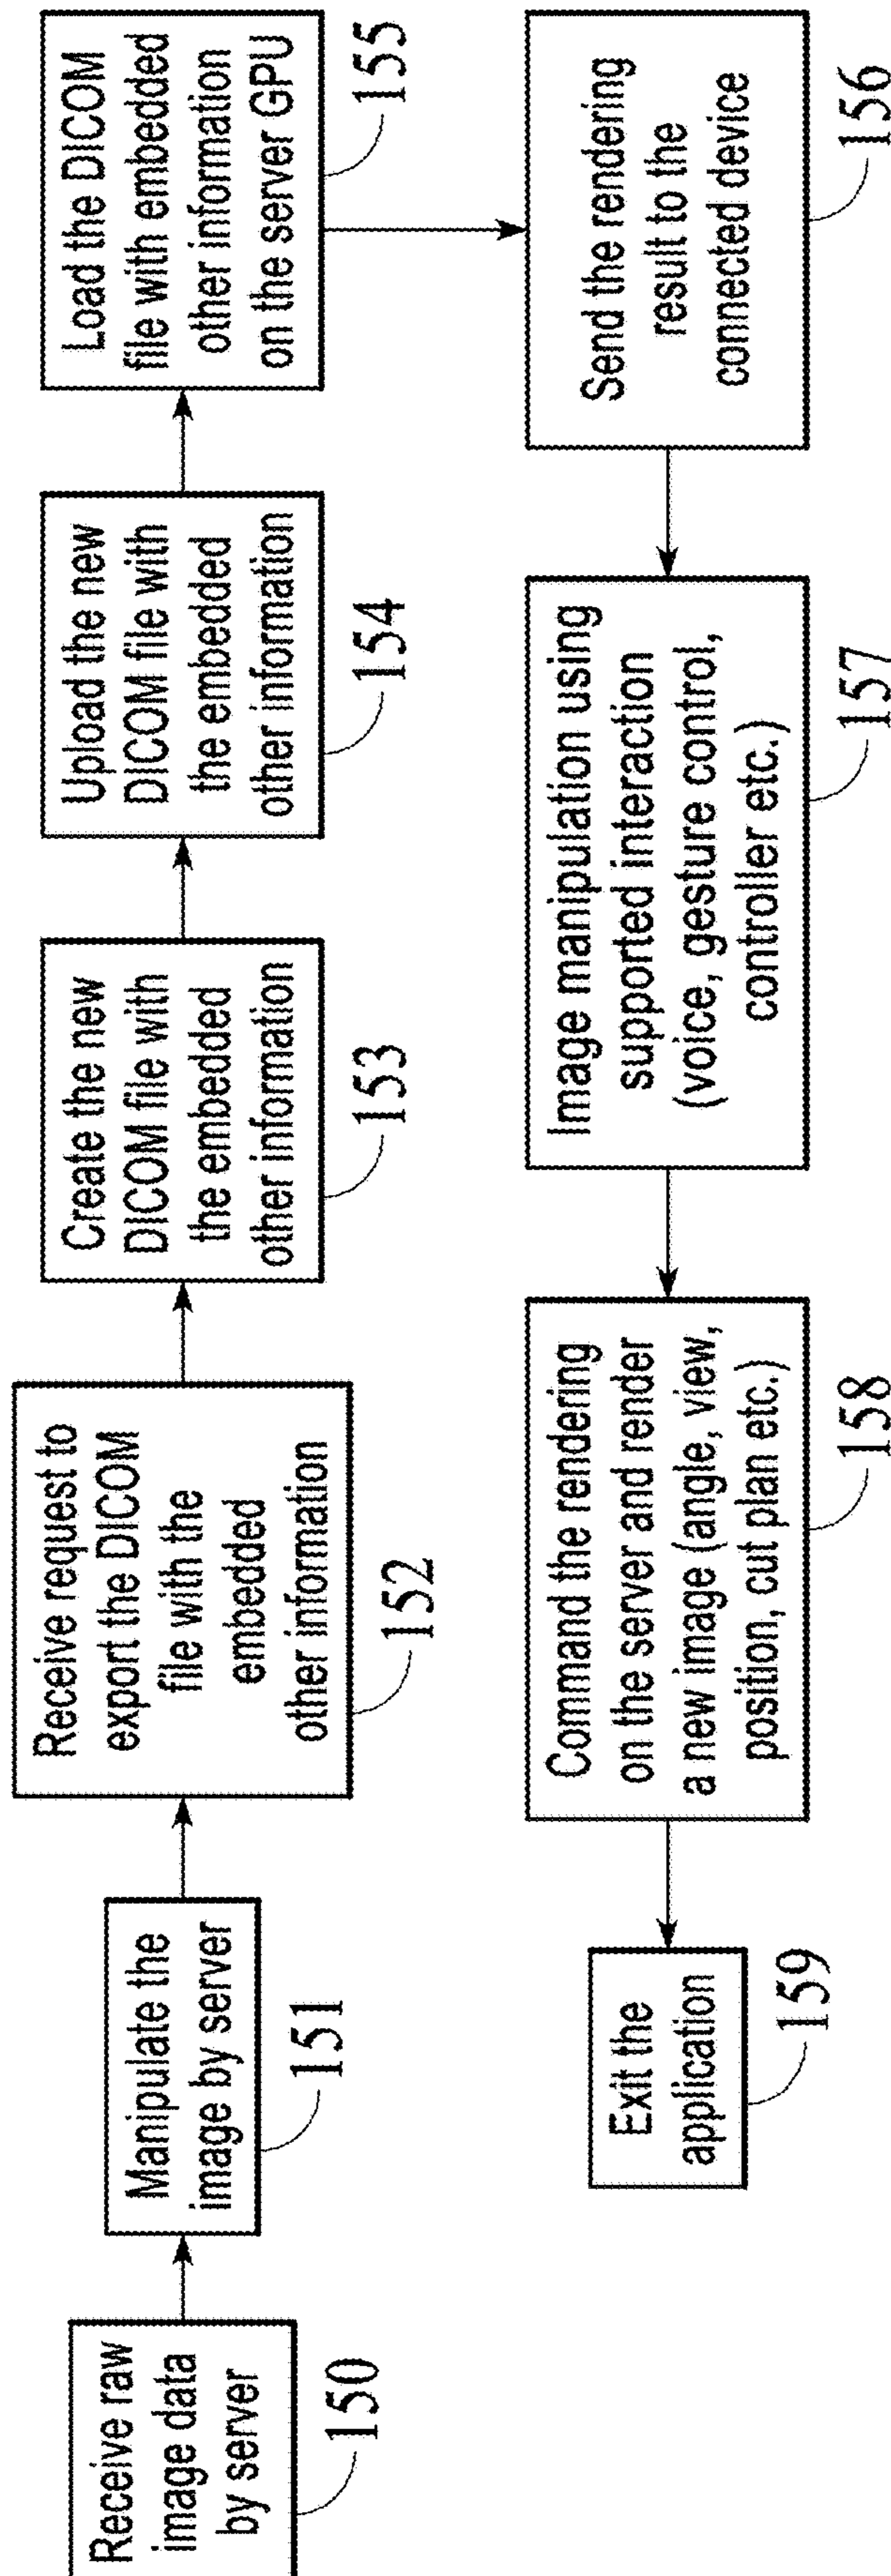 Receive raw
image data
by server
150
Manipulate the
image by server
151
Receive request to
export the DICOM
file with the
embedded
other information
152
Create the new
DICOM file with
the embedded
other information
153
Upload the new
DICOM file with
the embedded
other information
154
Load the DICOM
file with embedded
other information
on the server GPU
155
Send the rendering
result to the
connected device
156
Image manipulation using
supported interaction
(voice, gesture control,
controller etc.)
157
Command the rendering
on the server and render
a new image (angle, view,
position, cut plan etc.)
158
Exit the
application
159